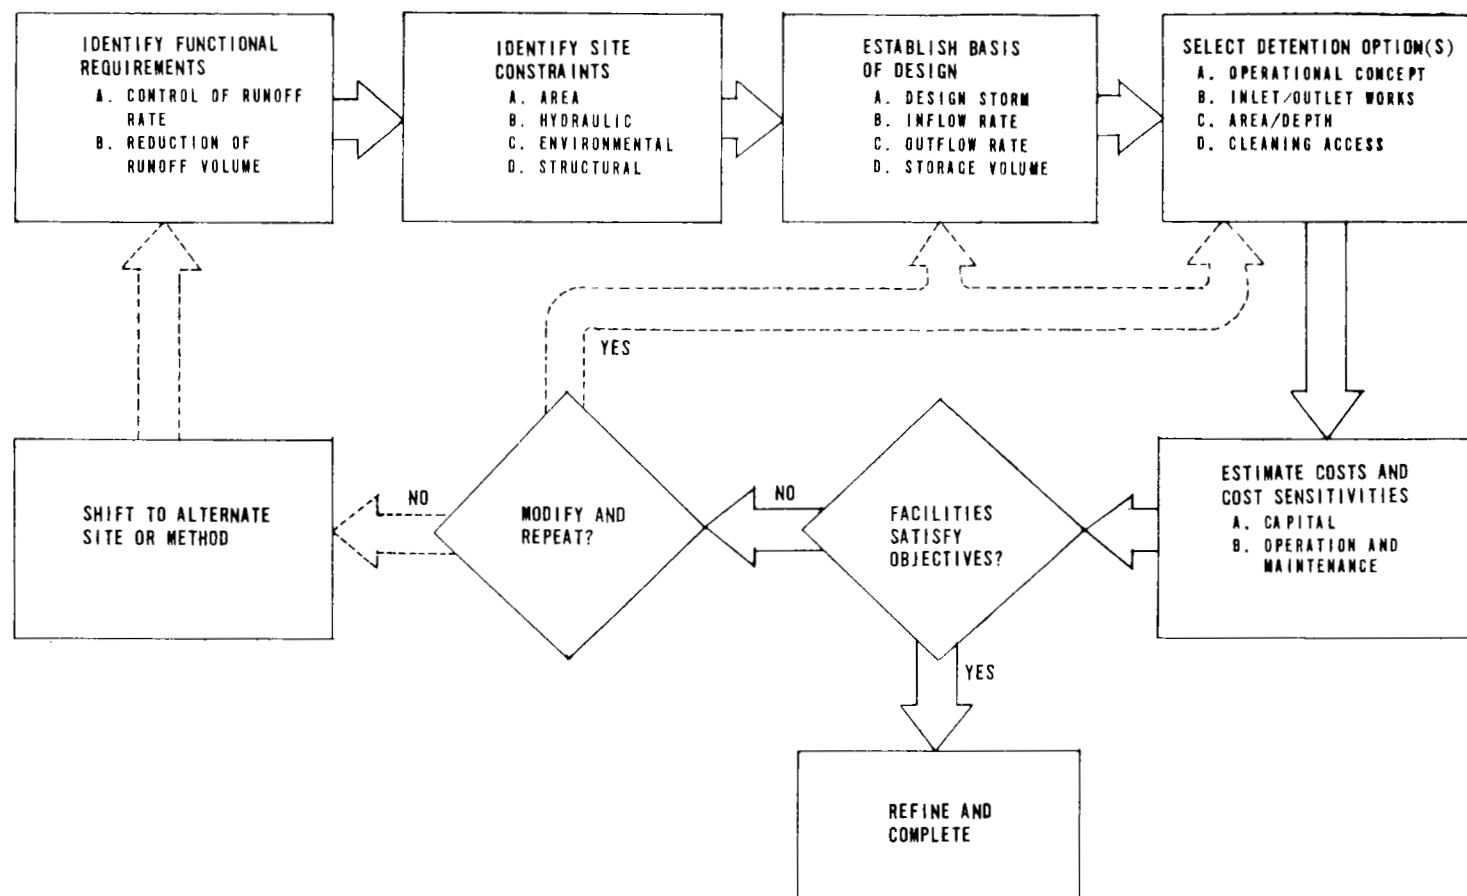 IDENTIFY FUNCTIONAL
REQUIREMENTS
A. CONTROL OF RUNOFF
RATE
B. REDUCTION OF
RUNOFF VOLUME
IDENTIFY SITE
CONSTRAINTS
A. AREA
B. HYDRAULIC
C. ENVIRONMENTAL
D. STRUCTURAL
ESTABLISH BASIS
OF DESIGN
A. DESIGN STORM
B. INFLOW RATE
C. OUTFLOW RATE
D. STORAGE VOLUME
SELECT DETENTION OPTION(S)
A. OPERATIONAL CONCEPT
B. INLET/OUTLET WORKS
C. AREA/DEPTH
D. CLEANING ACCESS
YES
SHIFT TO ALTERNATE
SITE OR METHOD
NO
MODIFY AND
REPEAT?
NO
FACILITIES
SATISFY
OBJECTIVES?
ESTIMATE COSTS AND
COST SENSITIVITIES
A. CAPITAL
B. OPERATION AND
MAINTENANCE
YES
REFINE AND
COMPLETE